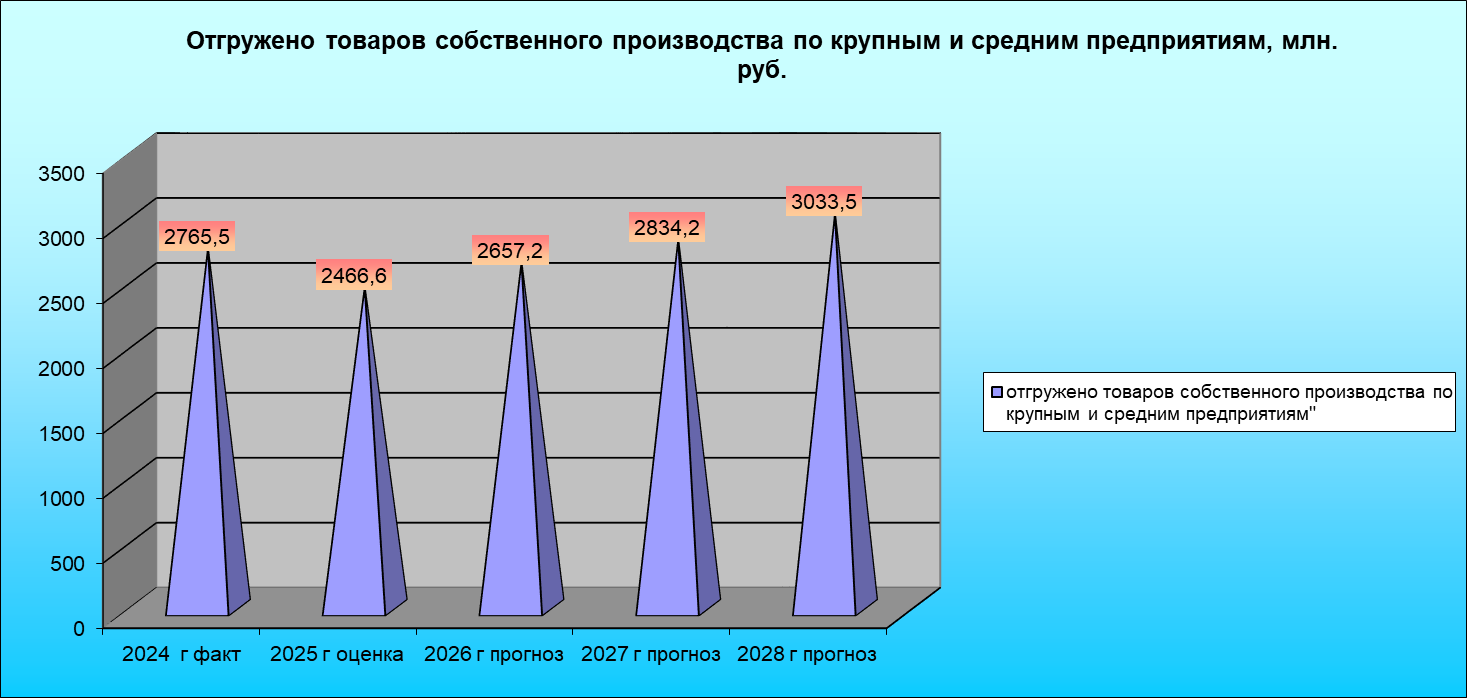 Отгружено товаров собственного производства по крупным и средним предприятиям, млн.
руб.
3500
3000
2500
2000
1500
1000
500
0
2765,5
2466,6
2657,2
2834,2
3033,5
2024  г факт
2025 г оценка
2026 г прогноз
2027 г прогноз
2028 г прогноз
отгружено товаров собственного производства по
крупным и средним предприятиям"